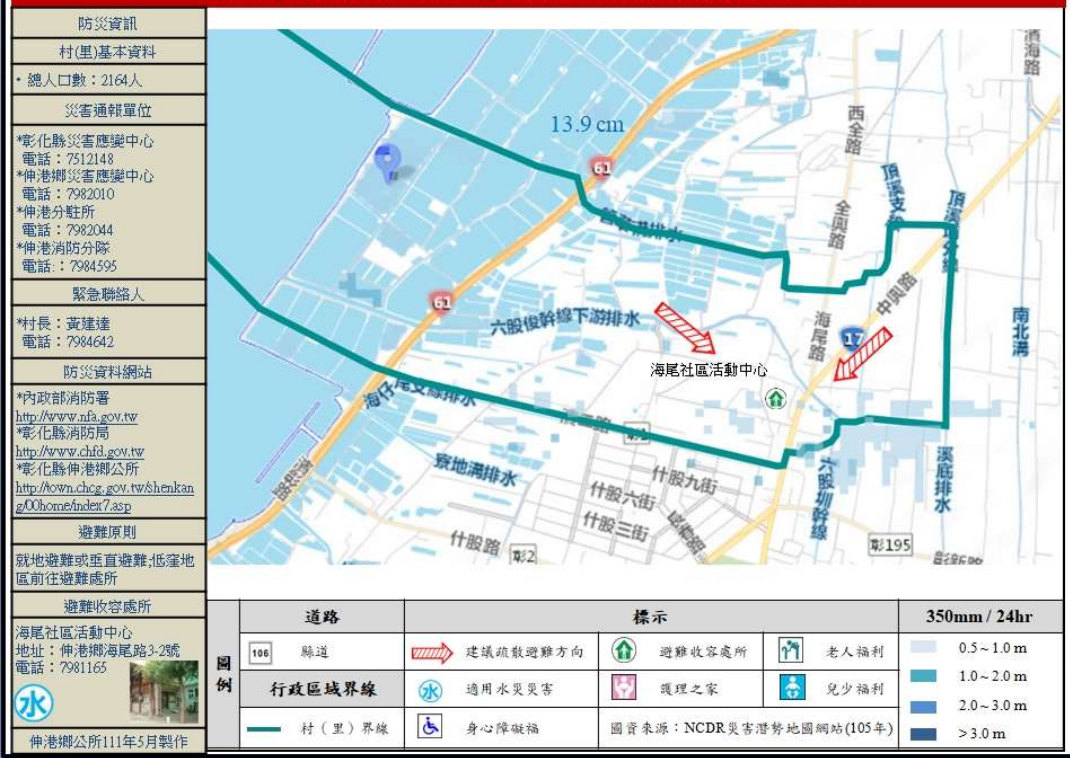 防災資訊
村(里)基本資料
• 總人口數：2164人
災害通報單位
*彰化縣災害應變中心
電話：7512148
*伸港鄉災害應變中心
電話：7982010
*伸港分駐所
電話：7982044
*伸港消防分隊
電話:：7984595
緊急聯絡人
*村長：黃建達
電話：7984642
防災資料網站
*內政部消防署
http://www.nfa.gov.tw
*彰化縣消防局
http://www.chfd.gov.tw
*彰化縣伸港鄉公所
http://town.chcg.gov.tw/shenkan
g/00home/index7.asp
避難原則
就地避難或垂直避難;低窪地
區前往避難處所
避難收容處所
海尾社區活動中心
地址：伸港鄉海尾路3-2號
電話：7981165
水
伸港鄉公所111年5月製作
13.9 cm
濱海路
西全路
61
頂溪支線
全興路
中興路
61
六股俊幹線下游排水
海尾路
17
南北溝
海尾社區活動中心
海仔尾支線排水
濱二路
寮地溝排水
什股九街
什股六街
什股三街
六股圳幹線
溪底排水
什股路
彰2
彰195
彰新路
圖例
道路
標示
350mm / 24hr
106
縣道
建議疏散避難方向
避難收容處所
老人福利
0.5~1.0 m
行政區域界線
水
適用水災災害
護理之家
兒少福利
1.0~2.0 m
2.0~3.0 m
村（里）界線
身心障礙福
圖資來源：NCDR災害潛勢地圖網站(105年)
>3.0 m